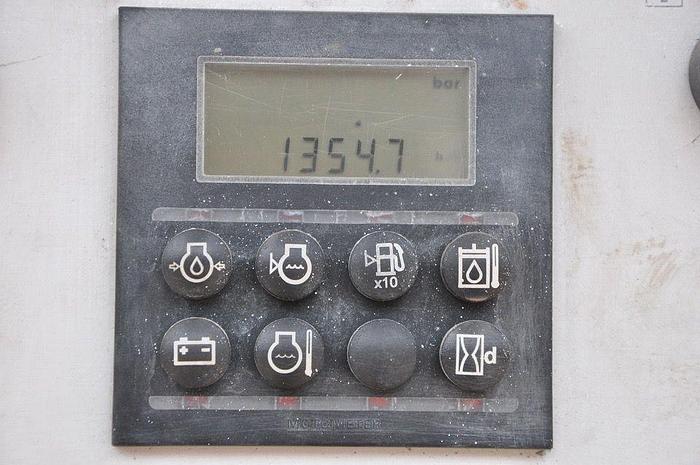 bar
1354.7
h
x10
d
MOTOMETER